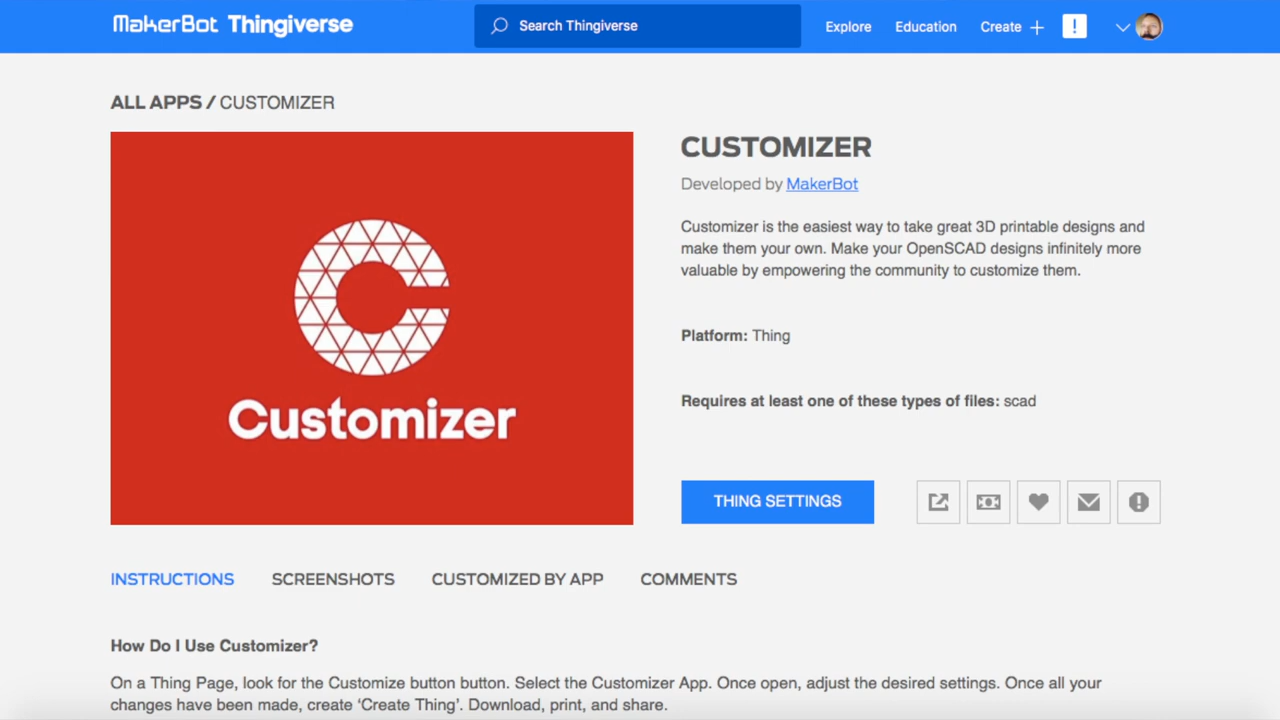 MakerBot Thingiverse
Search Thingiverse
Explore
Education
Create +
!
ALL APPS / CUSTOMIZER
Customizer
CUSTOMIZER
Developed by MakerBot
Customizer is the easiest way to take great 3D printable designs and
make them your own. Make your OpenSCAD designs infinitely more
valuable by empowering the community to customize them.
Platform: Thing
Requires at least one of these types of files: scad
THING SETTINGS
INSTRUCTIONS
SCREENSHOTS
CUSTOMIZED BY APP
COMMENTS
How Do I Use Customizer?
On a Thing Page, look for the Customize button button. Select the Customizer App. Once open, adjust the desired settings. Once all your
changes have been made, create ‘Create Thing’. Download, print, and share.